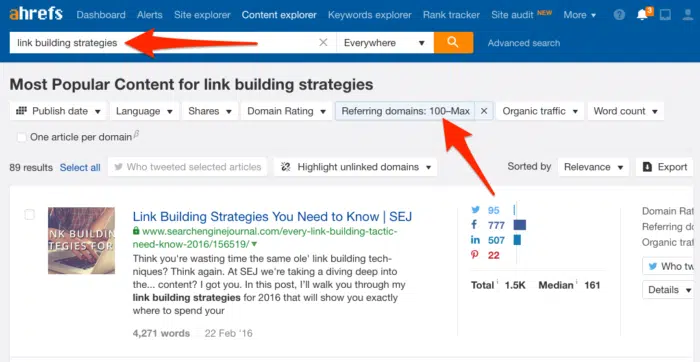 ahrefs Dashboard Alerts Site explorer Content explorer Keywords explorer Rank tracker Site audit NEW More 3
link building strategies Everywhere Advanced search
Most Popular Content for link building strategies
Publish date Language Shares Domain Rating Referring domains: 100–Max Organic traffic Word count
One article per domain β
89 results Select all Who tweeted selected articles Highlight unlinked domains Sorted by Relevance Export
LINK BUILDIN
TEGIES FOR
Link Building Strategies You Need to Know | SEJ
www.searchenginejournal.com/every-link-building-tactic-
need-know-2016/156519/
Think you're wasting time the same ole' link building tech-
niques? Think again. At SEJ we're taking a diving deep into
the... content? I got you. In this post, I'll walk you through my
link building strategies for 2016 that will show you exactly
where to spend your
4,271 words 22 Feb '16
95
777
in 507
22
Total 1.5K Median 161
Domain Rat
Referring do
Organic traf
Who tw
Details